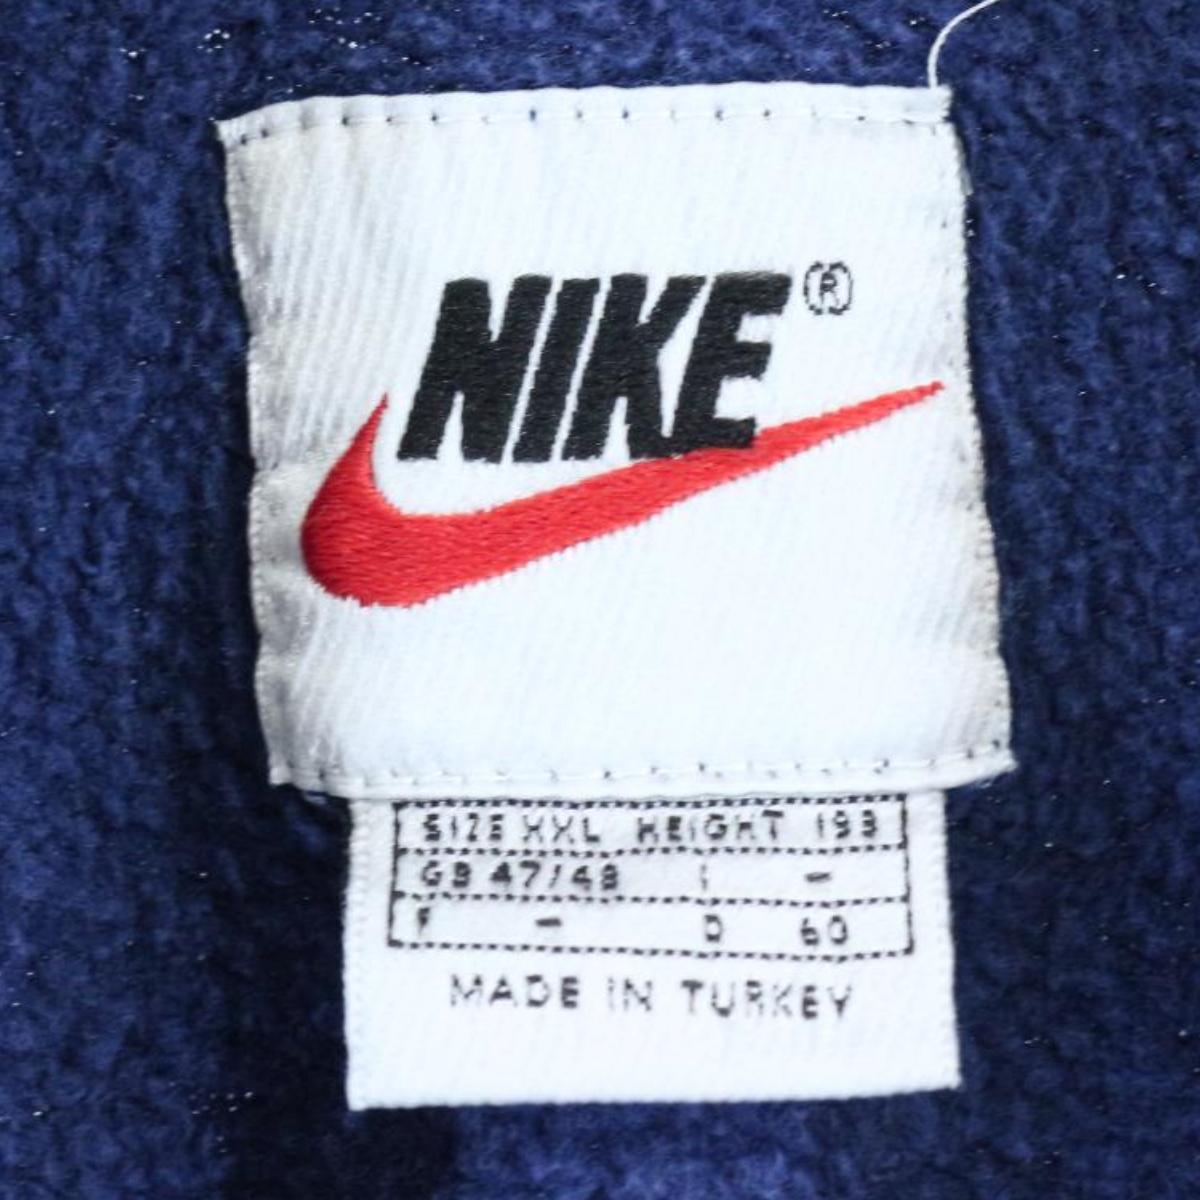 NIKE®
SIZE XXL HEIGHT 193
GB 47/48 I -
F - D 60
MADE IN TURKEY